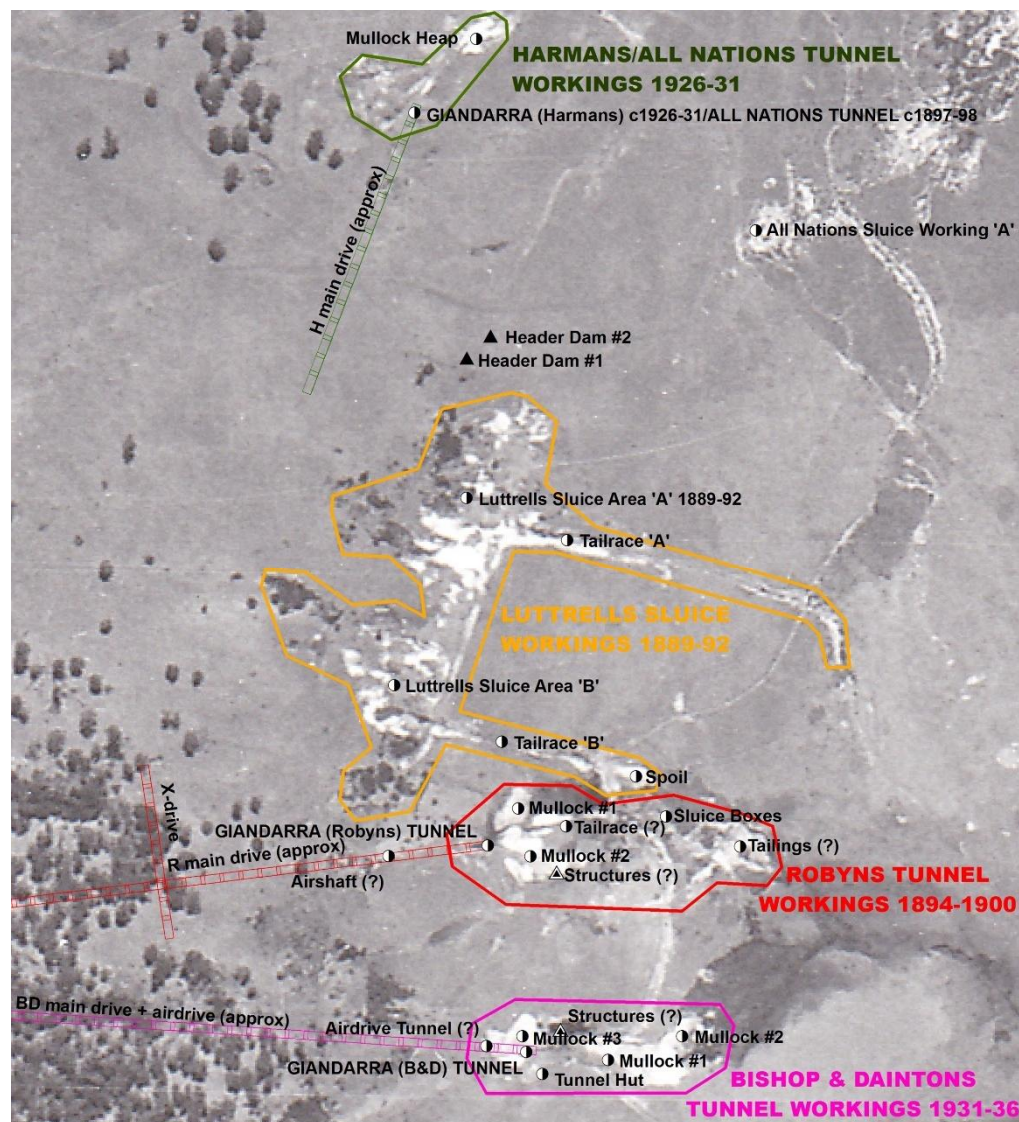 Mullock Heap
HARMANS/ALL NATIONS TUNNEL
WORKINGS 1926-31
GIANDARRA (Harmans) c1926-31/ALL NATIONS TUNNEL c1897-98
H main drive (approx)
All Nations Sluice Working 'A'
Header Dam #2
Header Dam #1
Luttrells Sluice Area 'A' 1889-92
Tailrace 'A'
LUTTRELLS SLUICE
WORKINGS 1889-92
Luttrells Sluice Area 'B'
Tailrace 'B'
Spoil
X-drive
Mullock #1
Sluice Boxes
GIANDARRA (Robyns) TUNNEL
Tailrace (?)
R main drive (approx)
Tailings (?)
Mullock #2
Airshaft (?)
Structures (?)
ROBYNS TUNNEL
WORKINGS 1894-1900
BD main drive + airdrive (approx)
Structures (?)
Airdrive Tunnel (?)
Mullock #3
Mullock #2
GIANDARRA (B&D) TUNNEL
Mullock #1
Tunnel Hut
BISHOP & DAINTONS
TUNNEL WORKINGS 1931-36